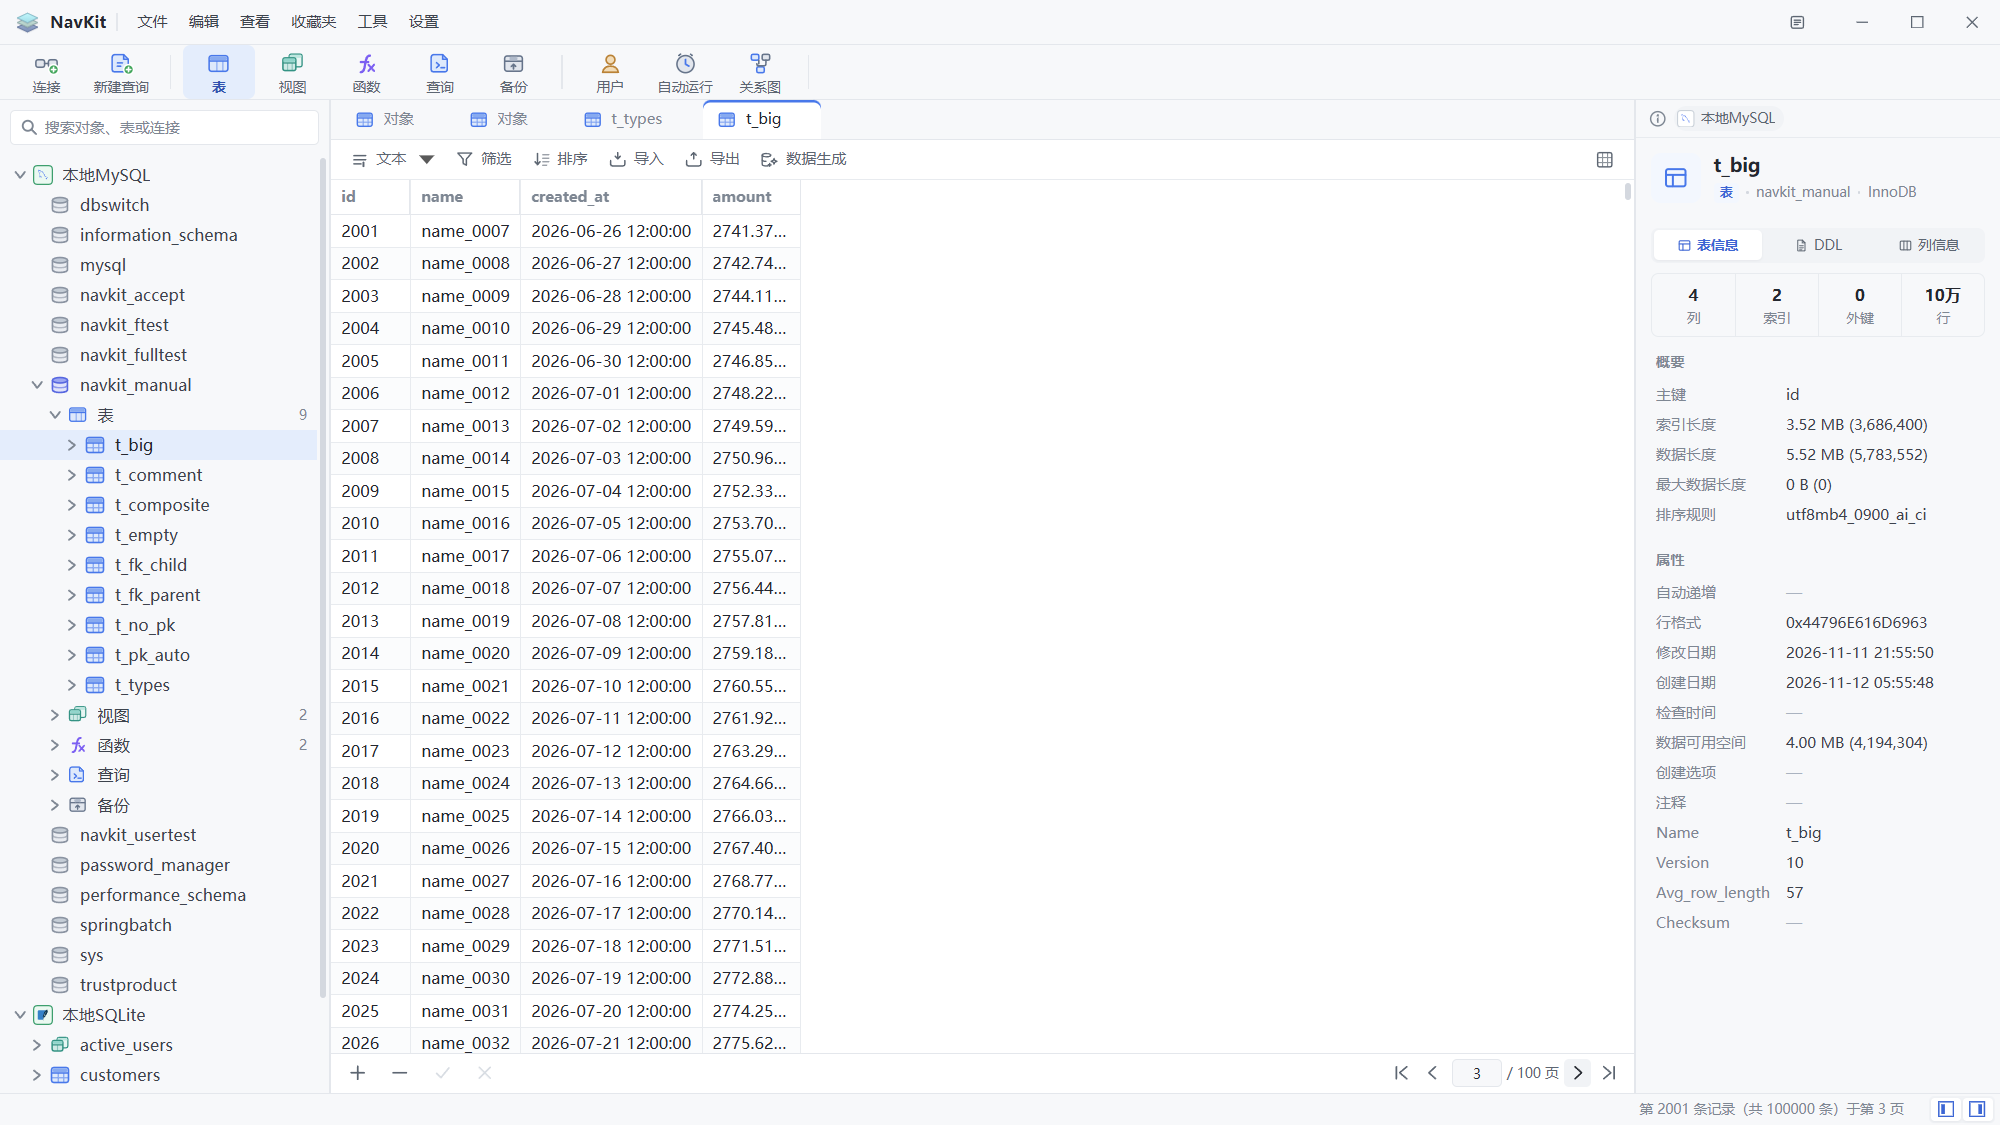 NavKit 文件 编辑 查看 收藏夹 工具 设置
连接 新建查询 表 视图 函数 查询 备份 用户 自动运行 关系图
搜索对象、表或连接
本地MySQL
dbswitch
information_schema
mysql
navkit_accept
navkit_ftest
navkit_fulltest
navkit_manual
表 9
t_big
t_comment
t_composite
t_empty
t_fk_child
t_fk_parent
t_no_pk
t_pk_auto
t_types
视图 2
函数 2
查询
备份
navkit_usertest
password_manager
performance_schema
springbatch
sys
trustproduct
本地SQLite
active_users
customers
对象 对象 t_types t_big
文本 筛选 排序 导入 导出 数据生成
id name created_at amount
2001 name_0007 2026-06-26 12:00:00 2741.37...
2002 name_0008 2026-06-27 12:00:00 2742.74...
2003 name_0009 2026-06-28 12:00:00 2744.11...
2004 name_0010 2026-06-29 12:00:00 2745.48...
2005 name_0011 2026-06-30 12:00:00 2746.85...
2006 name_0012 2026-07-01 12:00:00 2748.22...
2007 name_0013 2026-07-02 12:00:00 2749.59...
2008 name_0014 2026-07-03 12:00:00 2750.96...
2009 name_0015 2026-07-04 12:00:00 2752.33...
2010 name_0016 2026-07-05 12:00:00 2753.70...
2011 name_0017 2026-07-06 12:00:00 2755.07...
2012 name_0018 2026-07-07 12:00:00 2756.44...
2013 name_0019 2026-07-08 12:00:00 2757.81...
2014 name_0020 2026-07-09 12:00:00 2759.18...
2015 name_0021 2026-07-10 12:00:00 2760.55...
2016 name_0022 2026-07-11 12:00:00 2761.92...
2017 name_0023 2026-07-12 12:00:00 2763.29...
2018 name_0024 2026-07-13 12:00:00 2764.66...
2019 name_0025 2026-07-14 12:00:00 2766.03...
2020 name_0026 2026-07-15 12:00:00 2767.40...
2021 name_0027 2026-07-16 12:00:00 2768.77...
2022 name_0028 2026-07-17 12:00:00 2770.14...
2023 name_0029 2026-07-18 12:00:00 2771.51...
2024 name_0030 2026-07-19 12:00:00 2772.88...
2025 name_0031 2026-07-20 12:00:00 2774.25...
2026 name_0032 2026-07-21 12:00:00 2775.62...
3 / 100 页
本地MySQL
t_big
表 · navkit_manual · InnoDB
表信息 DDL 列信息
4 2 0 10万
列 索引 外键 行
概要
主键 id
索引长度 3.52 MB (3,686,400)
数据长度 5.52 MB (5,783,552)
最大数据长度 0 B (0)
排序规则 utf8mb4_0900_ai_ci
属性
自动递增 —
行格式 0x44796E616D6963
修改日期 2026-11-11 21:55:50
创建日期 2026-11-12 05:55:48
检查时间 —
数据可用空间 4.00 MB (4,194,304)
创建选项 —
注释 —
Name t_big
Version 10
Avg_row_length 57
Checksum —
第 2001 条记录（共 100000 条）于第 3 页